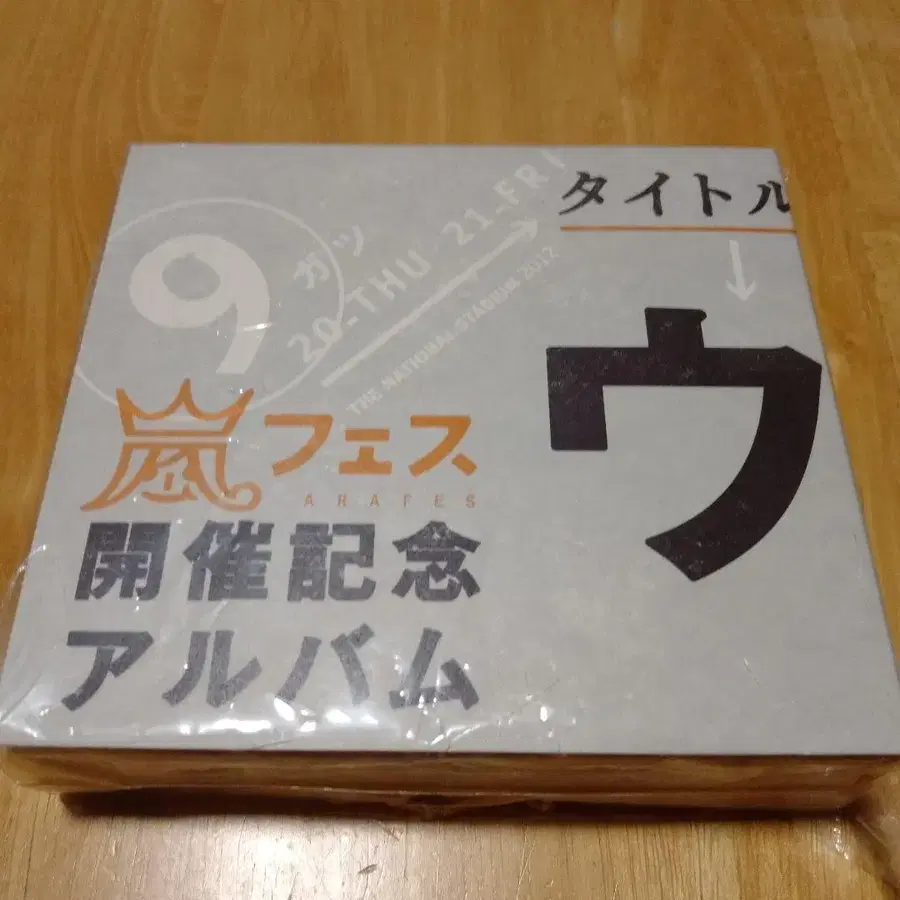 9ガツ
20-THU 21-FRI
THE NATIONAL STADIUM 2012
タイトル
ウ
嵐フェス
ARAFES
開催記念
アルバム